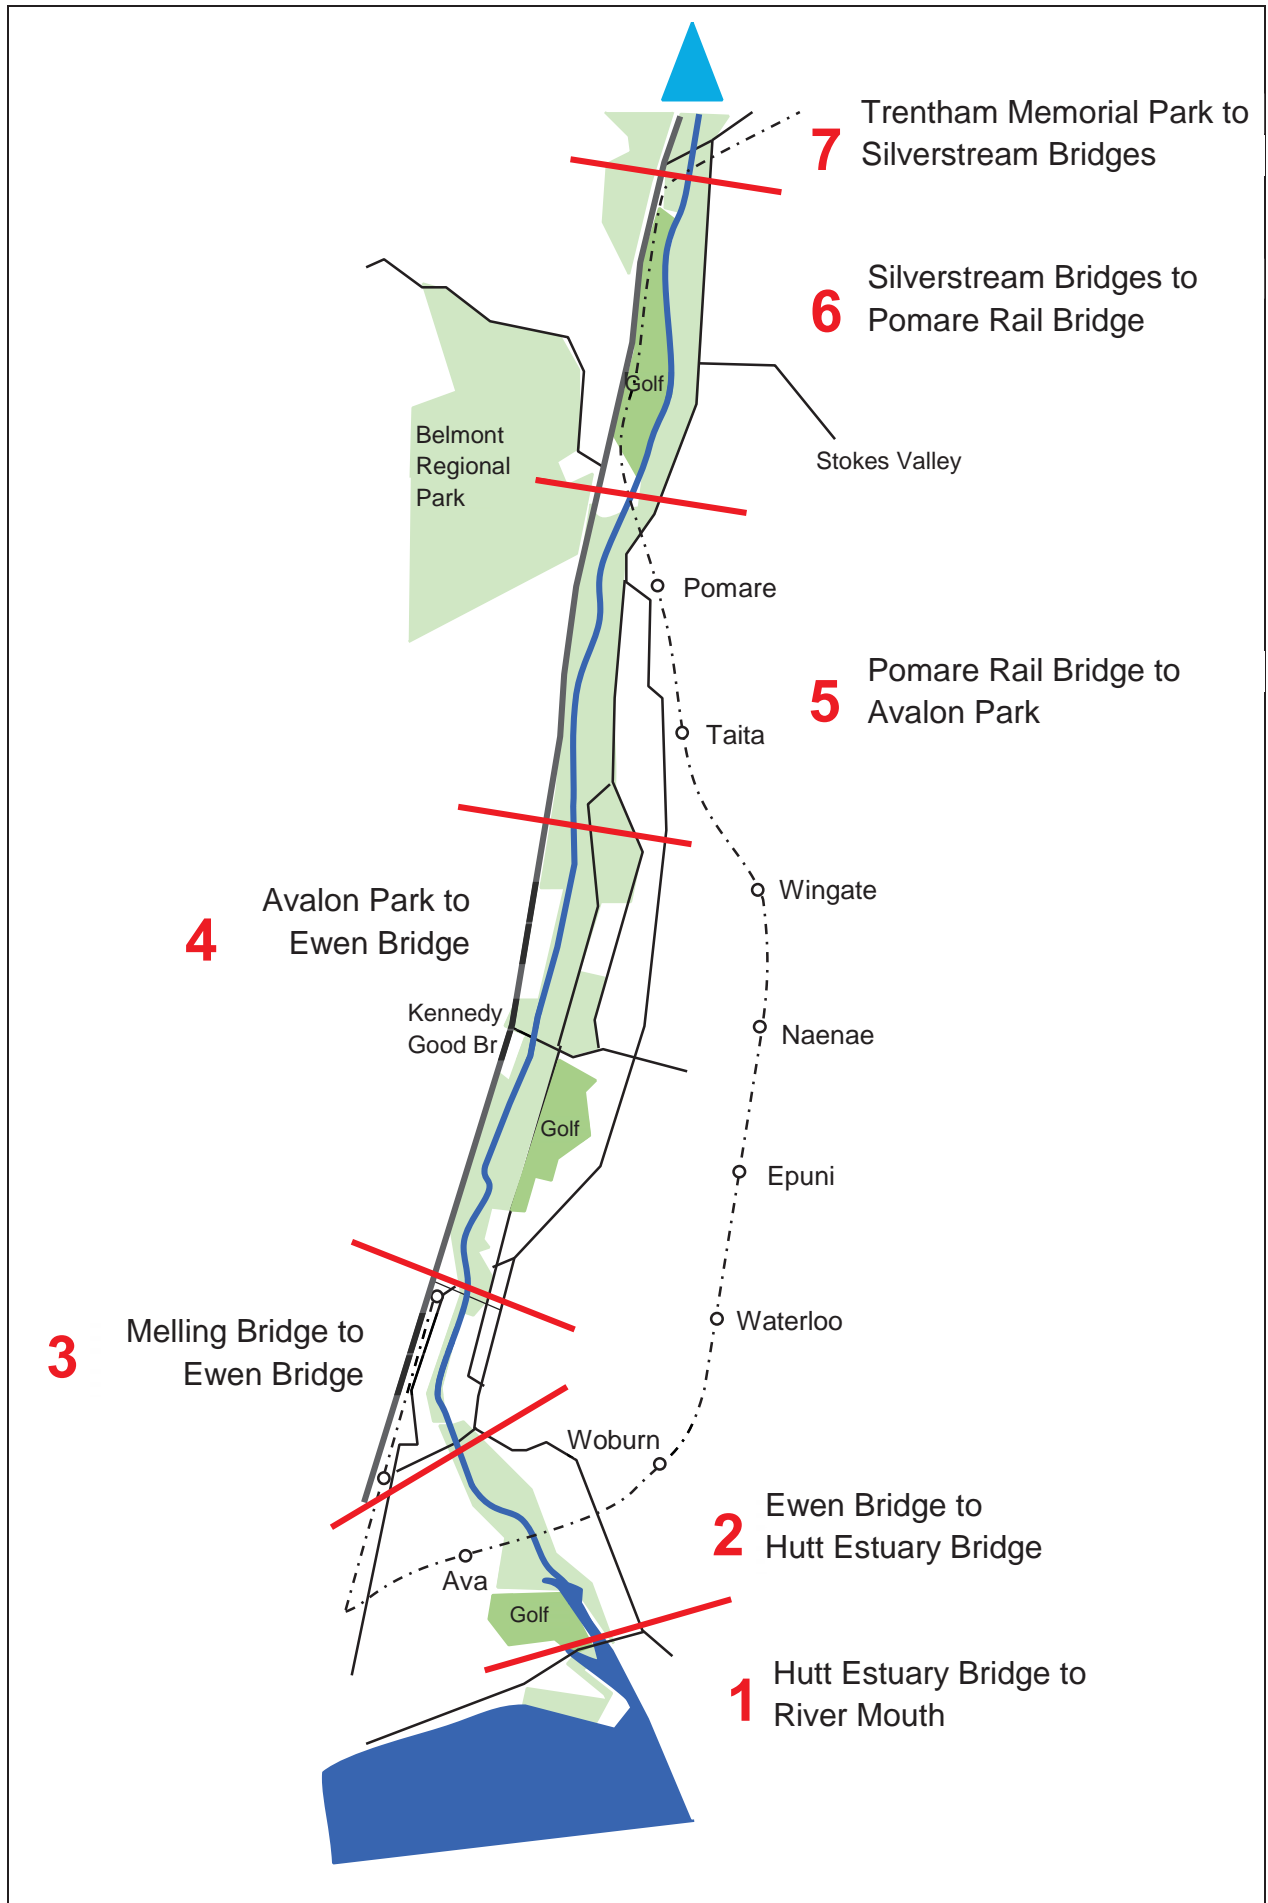 7
Trentham Memorial Park to
Silverstream Bridges
6
Silverstream Bridges to
Pomare Rail Bridge
Golf
Belmont
Regional
Park
Stokes Valley
Pomare
5
Pomare Rail Bridge to
Avalon Park
Taita
Wingate
4
Avalon Park to
Ewen Bridge
Kennedy
Good Br
Naenae
Golf
Epuni
Waterloo
3
Melling Bridge to
Ewen Bridge
Woburn
2
Ewen Bridge to
Hutt Estuary Bridge
Ava
Golf
1
Hutt Estuary Bridge to
River Mouth